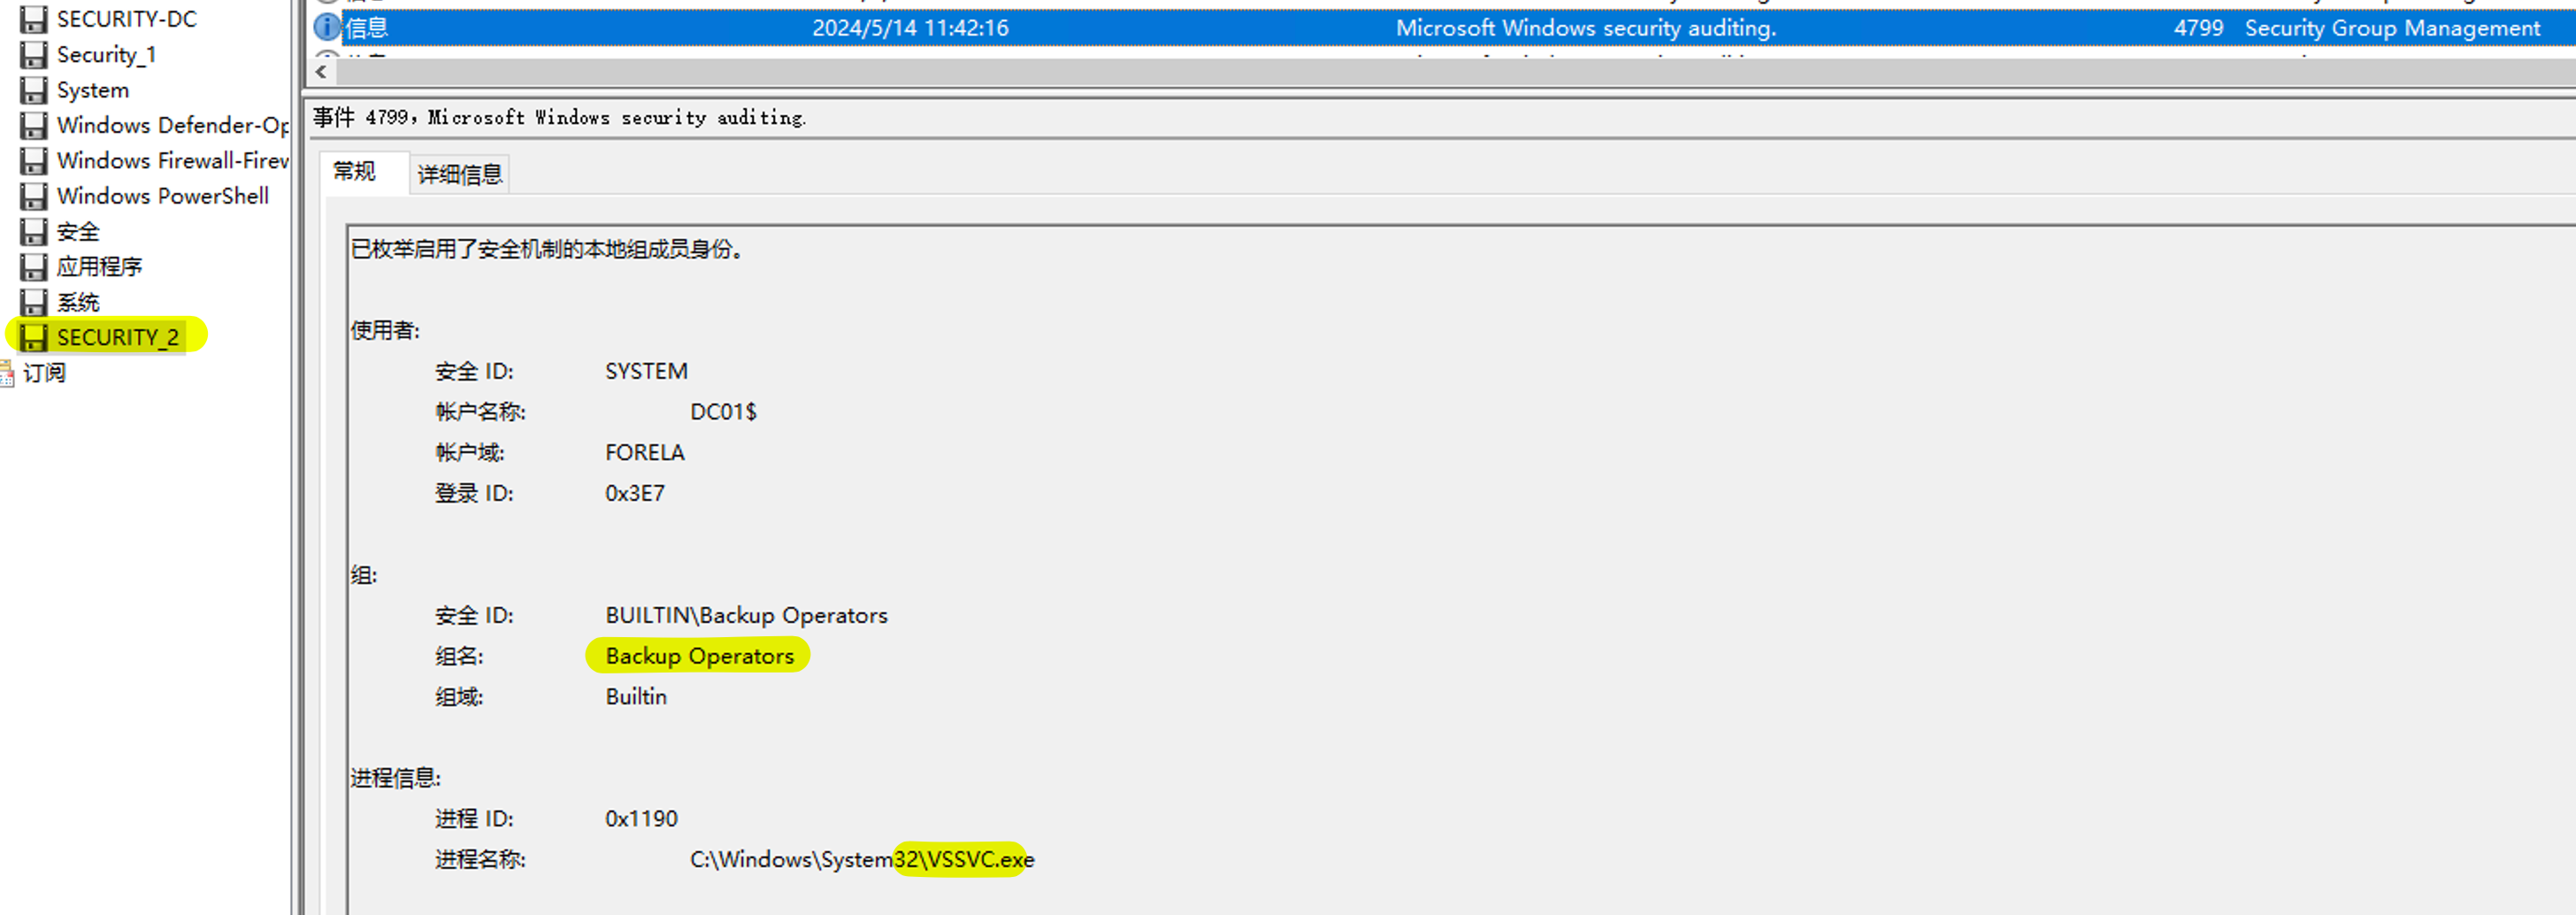 SECURITY-DC
Security_1
System
Windows Defender-Op
Windows Firewall-Firew
Windows PowerShell
安全
应用程序
系统
SECURITY_2
订阅
信息 2024/5/14 11:42:16 Microsoft Windows security auditing. 4799 Security Group Management
事件 4799，Microsoft Windows security auditing.
常规 详细信息
已枚举启用了安全机制的本地组成员身份。
使用者:
安全 ID: SYSTEM
帐户名称: DC01$
帐户域: FORELA
登录 ID: 0x3E7
组:
安全 ID: BUILTIN\Backup Operators
组名: Backup Operators
组域: Builtin
进程信息:
进程 ID: 0x1190
进程名称: C:\Windows\System32\VSSVC.exe